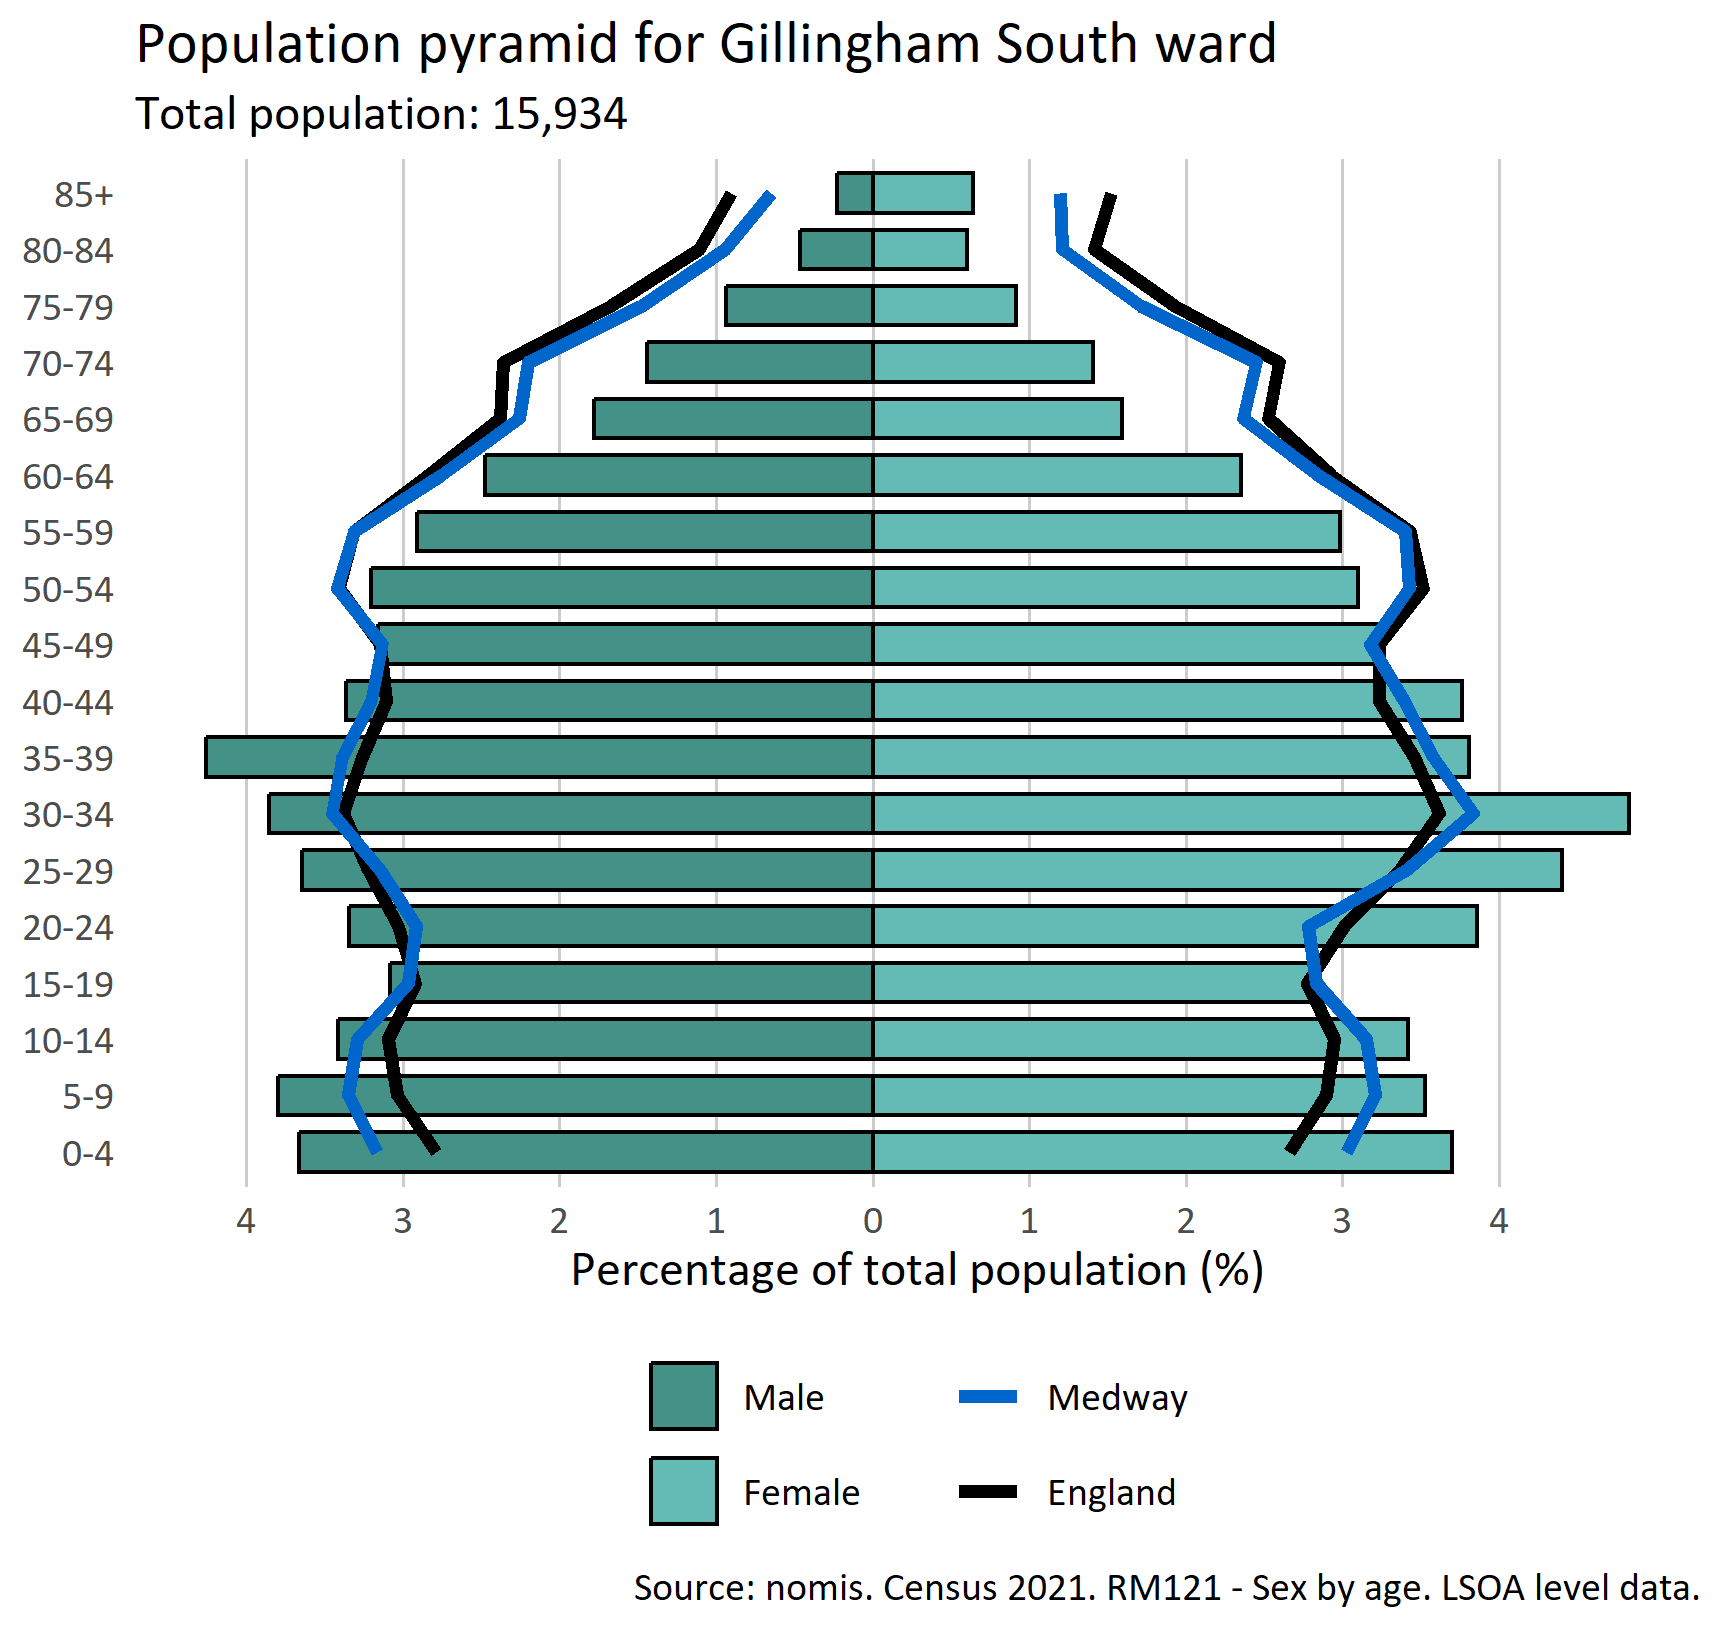 Population pyramid for Gillingham South ward
Total population: 15,934
85+
80-84
75-79
70-74
65-69
60-64
55-59
50-54
45-49
40-44
35-39
30-34
25-29
20-24
15-19
10-14
5-9
0-4
4 3 2 1 0 1 2 3 4
Percentage of total population (%)
Male
Medway
Female
England
Source: nomis. Census 2021. RM121 - Sex by age. LSOA level data.